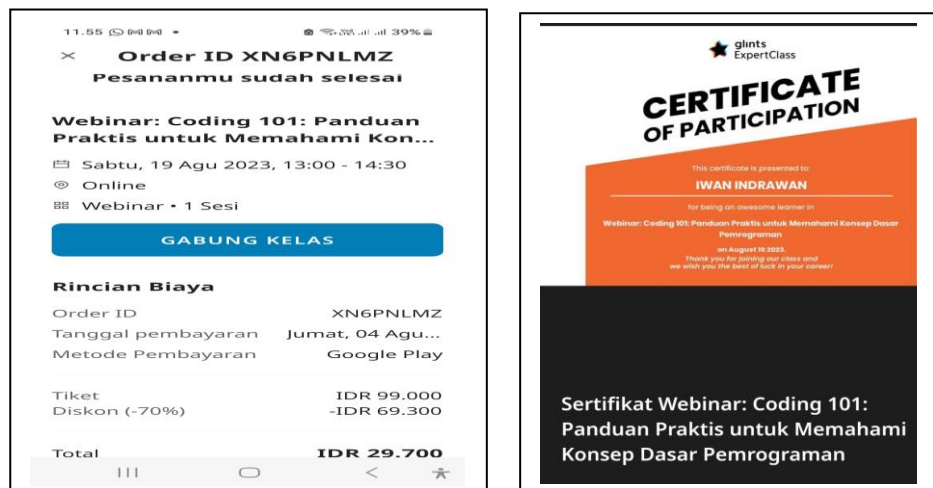 11.55
39%
× Order ID XN6PNLMZ
Pesananmu sudah selesai
Webinar: Coding 101: Panduan
Praktis untuk Memahami Kon...
Sabtu, 19 Agu 2023, 13:00 - 14:30
Online
Webinar • 1 Sesi
GABUNG KELAS
Rincian Biaya
Order ID XN6PNLMZ
Tanggal pembayaran Jumat, 04 Agu...
Metode Pembayaran Google Play
Tiket IDR 99.000
Diskon (-70%) -IDR 69.300
Total IDR 29.700
glints
ExpertClass
CERTIFICATE
OF PARTICIPATION
This certificate is presented to:
IWAN INDRAWAN
for being an awesome learner in
Webinar: Coding 101: Panduan Praktis untuk Memahami Konsep Dasar
Pemrograman
on August 19 2023.
Thank you for joining our class and
we wish you the best of luck in your career!
Sertifikat Webinar: Coding 101:
Panduan Praktis untuk Memahami
Konsep Dasar Pemrograman